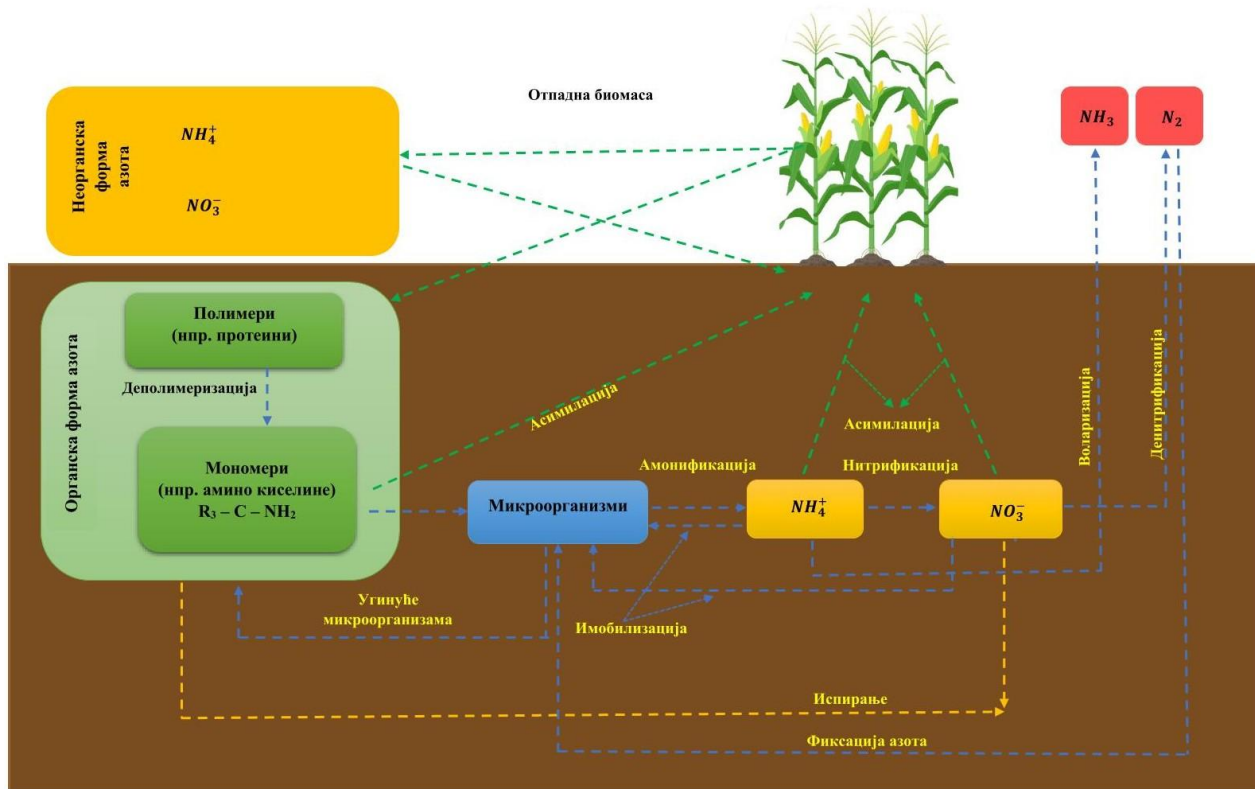 Отпадна биомаса
Неорганска
форма
азота
NH₄⁺
NO₃⁻
NH₃
N₂
Органска форма азота
Полимери
(нпр. протеини)
Деполимеризација
Мономери
(нпр. амино киселине)
R₃ – C – NH₂
Асимилација
Асимилација
Воларизација
Денитрификација
Амонификација
Нитрификација
Микроорганизми
NH₄⁺
NO₃⁻
Угинуће
микроорганизама
Имобилизација
Испирање
Фиксација азота